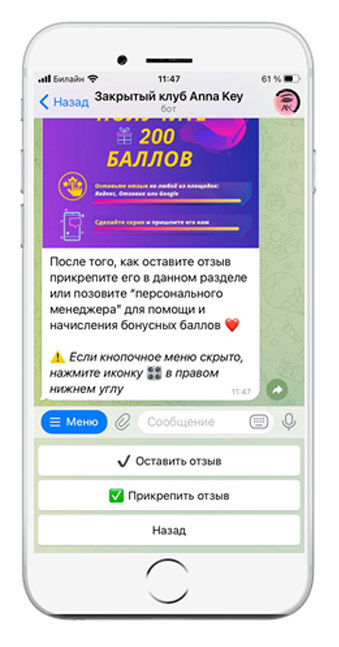 Билайн 11:47 61 %
Назад Закрытый клуб Anna Key
бот
ПОЛУЧИТЕ
200
БАЛЛОВ
Оставьте отзыв на любой из площадок:
Яндекс, Отзовик или Google
Сделайте скрин и пришлите его нам
После того, как оставите отзыв
прикрепите его в данном разделе
или позовите “персонального
менеджера” для помощи и
начисления бонусных баллов ❤️
⚠️ Если кнопочное меню скрыто,
нажмите иконку 🎛 в правом
нижнем углу
11:47
Меню Сообщение
✔️ Оставить отзыв
✅ Прикрепить отзыв
Назад